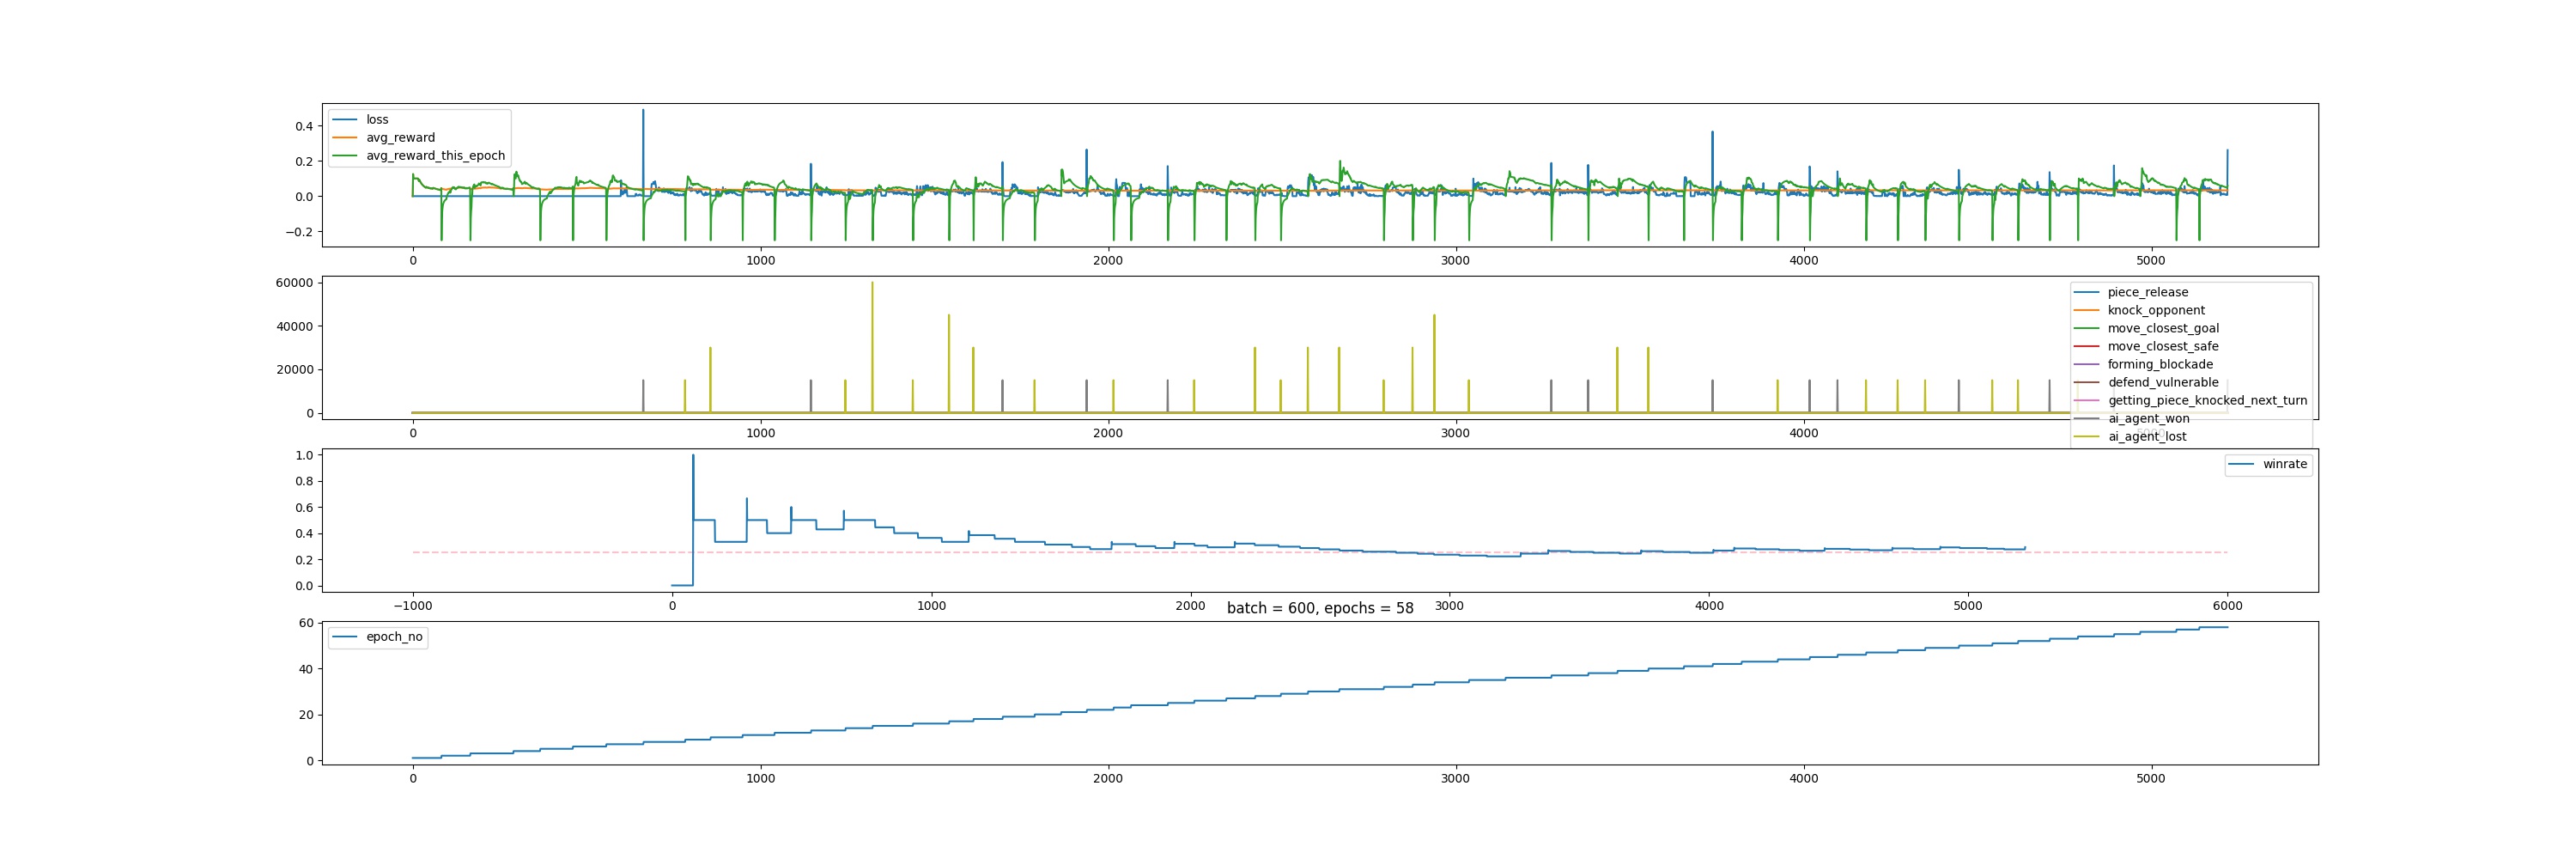 loss
avg_reward
avg_reward_this_epoch
0.4
0.2
0.0
−0.2
0 1000 2000 3000 4000 5000
piece_release
knock_opponent
move_closest_goal
move_closest_safe
forming_blockade
defend_vulnerable
getting_piece_knocked_next_turn
ai_agent_won
ai_agent_lost
60000
40000
20000
0
0 1000 2000 3000 4000 5000
winrate
1.0
0.8
0.6
0.4
0.2
0.0
−1000 0 1000 2000 3000 4000 5000 6000
batch = 600, epochs = 58
epoch_no
60
40
20
0
0 1000 2000 3000 4000 5000